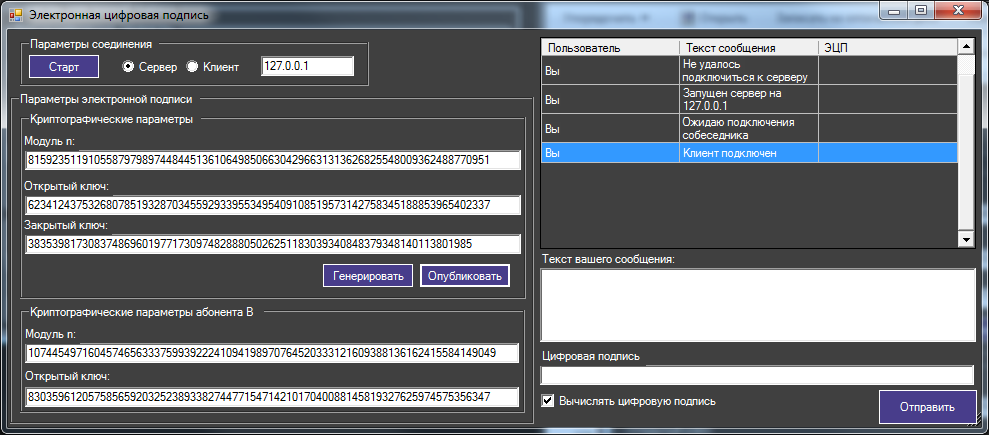 Электронная цифровая подпись
Параметры соединения
Старт
Сервер
Клиент
127.0.0.1
Параметры электронной подписи
Криптографические параметры
Модуль n:
81592351191055879798974484451361064985066304296631313626825548009362488770951
Открытый ключ:
62341243753268078519328703455929339553495409108519573142758345188853965402337
Закрытый ключ:
38353981730837486960197717309748288805026251183039340848379348140113801985
Генерировать
Опубликовать
Криптографические параметры абонента B
Модуль n:
107445497160457465633375993922241094198970764520333121609388136162415584149049
Открытый ключ:
83035961205758565920325238933827447715471421017040088145819327625974575356347
Пользователь Текст сообщения ЭЦП
Вы Не удалось
подключиться к серверу
Вы Запущен сервер на
127.0.0.1
Вы Ожидаю подключения
собеседника
Вы Клиент подключен
Текст вашего сообщения:
Цифровая подпись
Вычислять цифровую подпись
Отправить